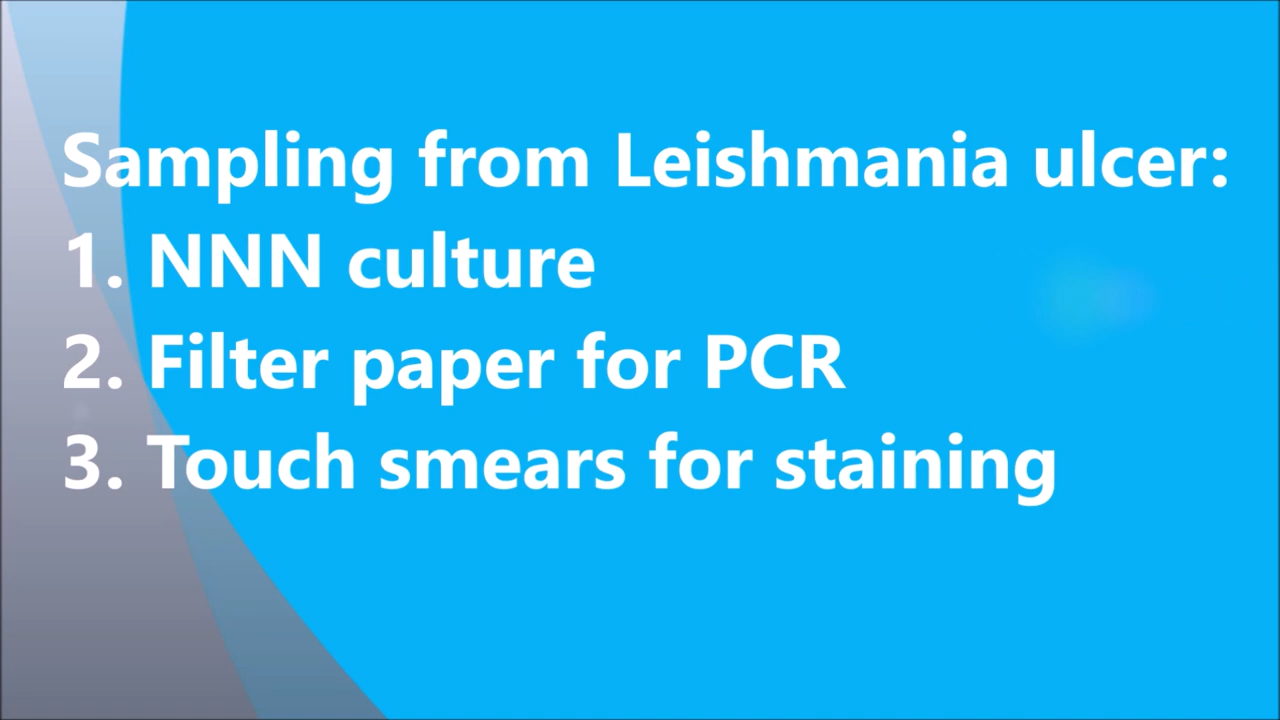 Sampling from Leishmania ulcer:
1. NNN culture
2. Filter paper for PCR
3. Touch smears for staining